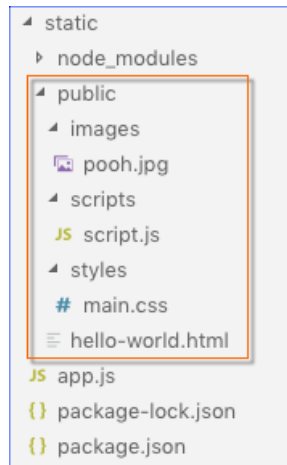 static
node_modules
public
images
pooh.jpg
scripts
JS script.js
styles
# main.css
hello-world.html
JS app.js
{} package-lock.json
{} package.json